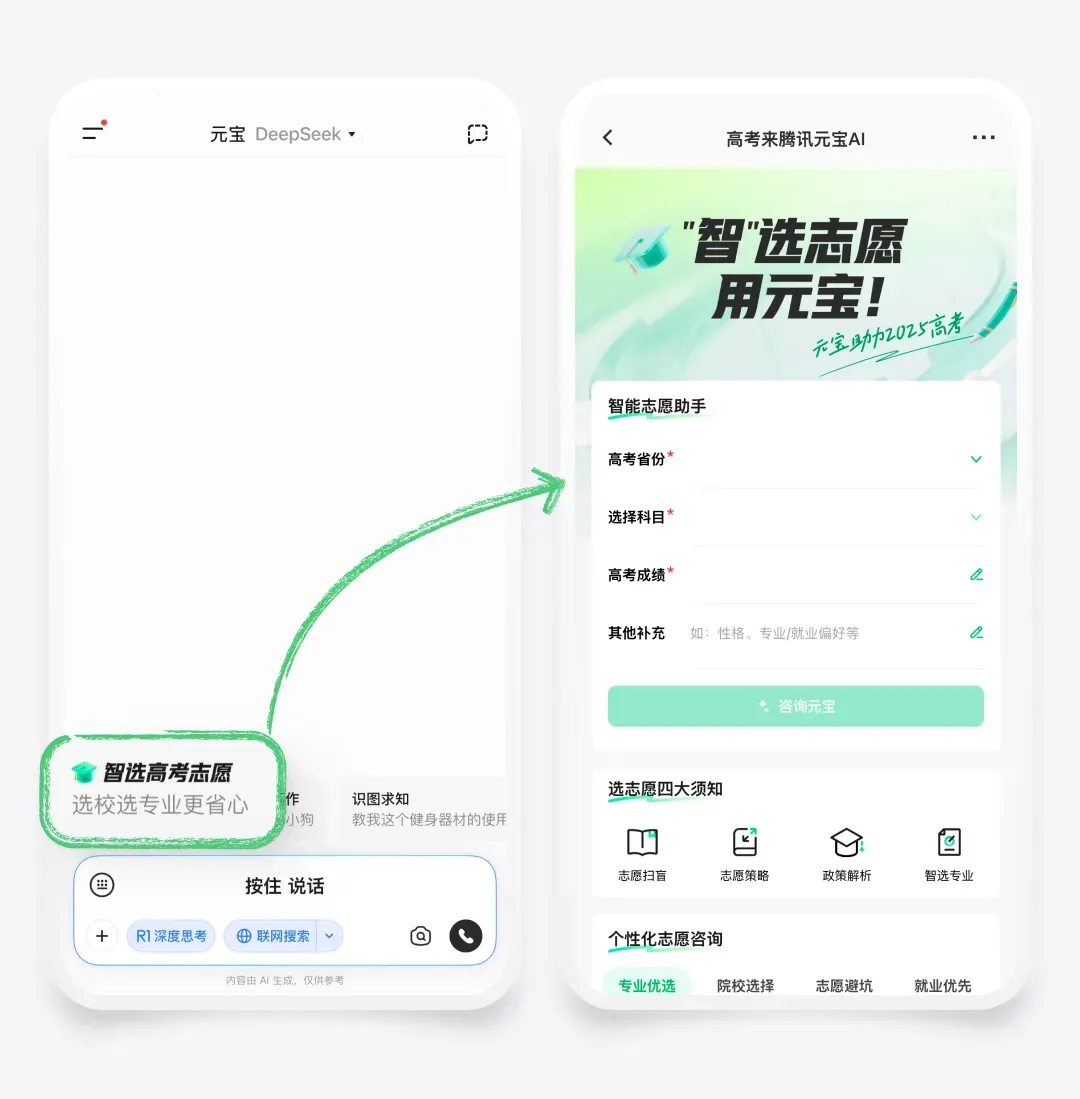 元宝 DeepSeek
智选高考志愿
选校选专业更省心
作
小狗
识图求知
教我这个健身器材的使用
按住 说话
R1 深度思考
联网搜索
内容由 AI 生成，仅供参考
高考来腾讯元宝AI
"智"选志愿
用元宝！
元宝助力2025高考
智能志愿助手
高考省份*
选择科目*
高考成绩*
其他补充 如：性格、专业/就业偏好等
咨询元宝
选志愿四大须知
志愿扫盲 志愿策略 政策解析 智选专业
个性化志愿咨询
专业优选 院校选择 志愿避坑 就业优先